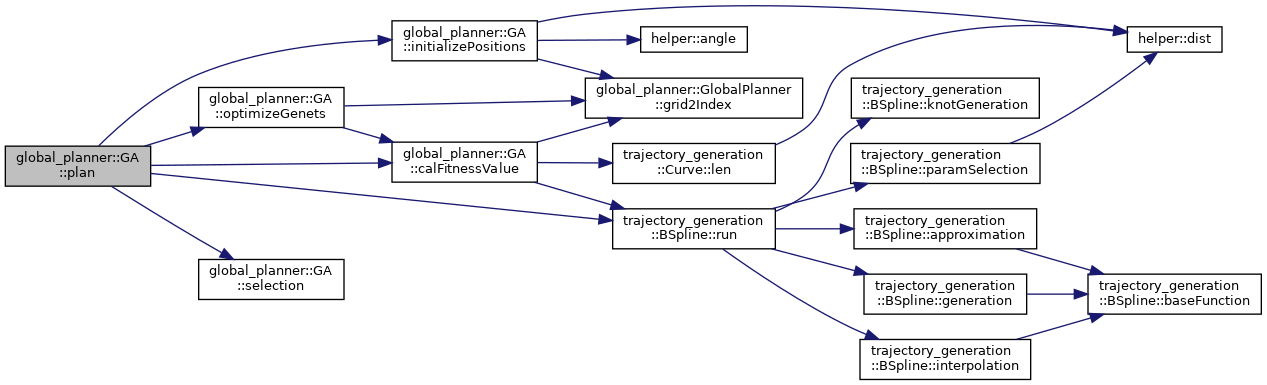 global_planner::GA
::plan
global_planner::GA
::initializePositions
global_planner::GA
::optimizeGenets
global_planner::GA
::calFitnessValue
global_planner::GA
::selection
helper::angle
global_planner::GlobalPlanner
::grid2Index
trajectory_generation
::Curve::len
trajectory_generation
::BSpline::run
helper::dist
trajectory_generation
::BSpline::knotGeneration
trajectory_generation
::BSpline::paramSelection
trajectory_generation
::BSpline::approximation
trajectory_generation
::BSpline::generation
trajectory_generation
::BSpline::interpolation
trajectory_generation
::BSpline::baseFunction